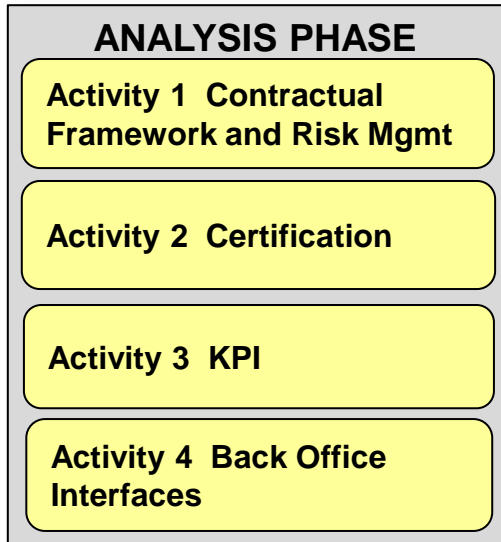 ANALYSIS PHASE
Activity 1  Contractual
Framework and Risk Mgmt
Activity 2  Certification
Activity 3  KPI
Activity 4  Back Office
Interfaces